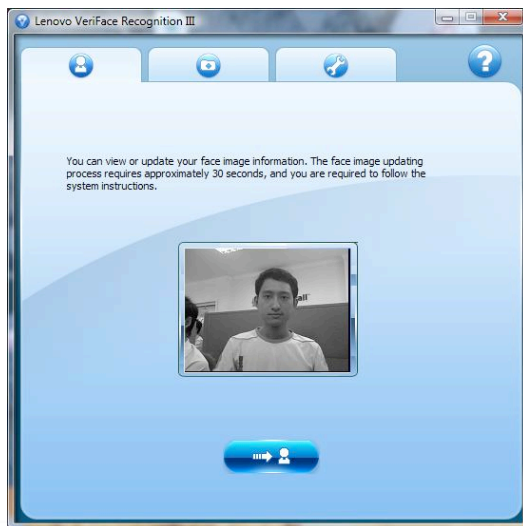 Lenovo VeriFace Recognition III
You can view or update your face image information. The face image updating
process requires approximately 30 seconds, and you are required to follow the
system instructions.
all